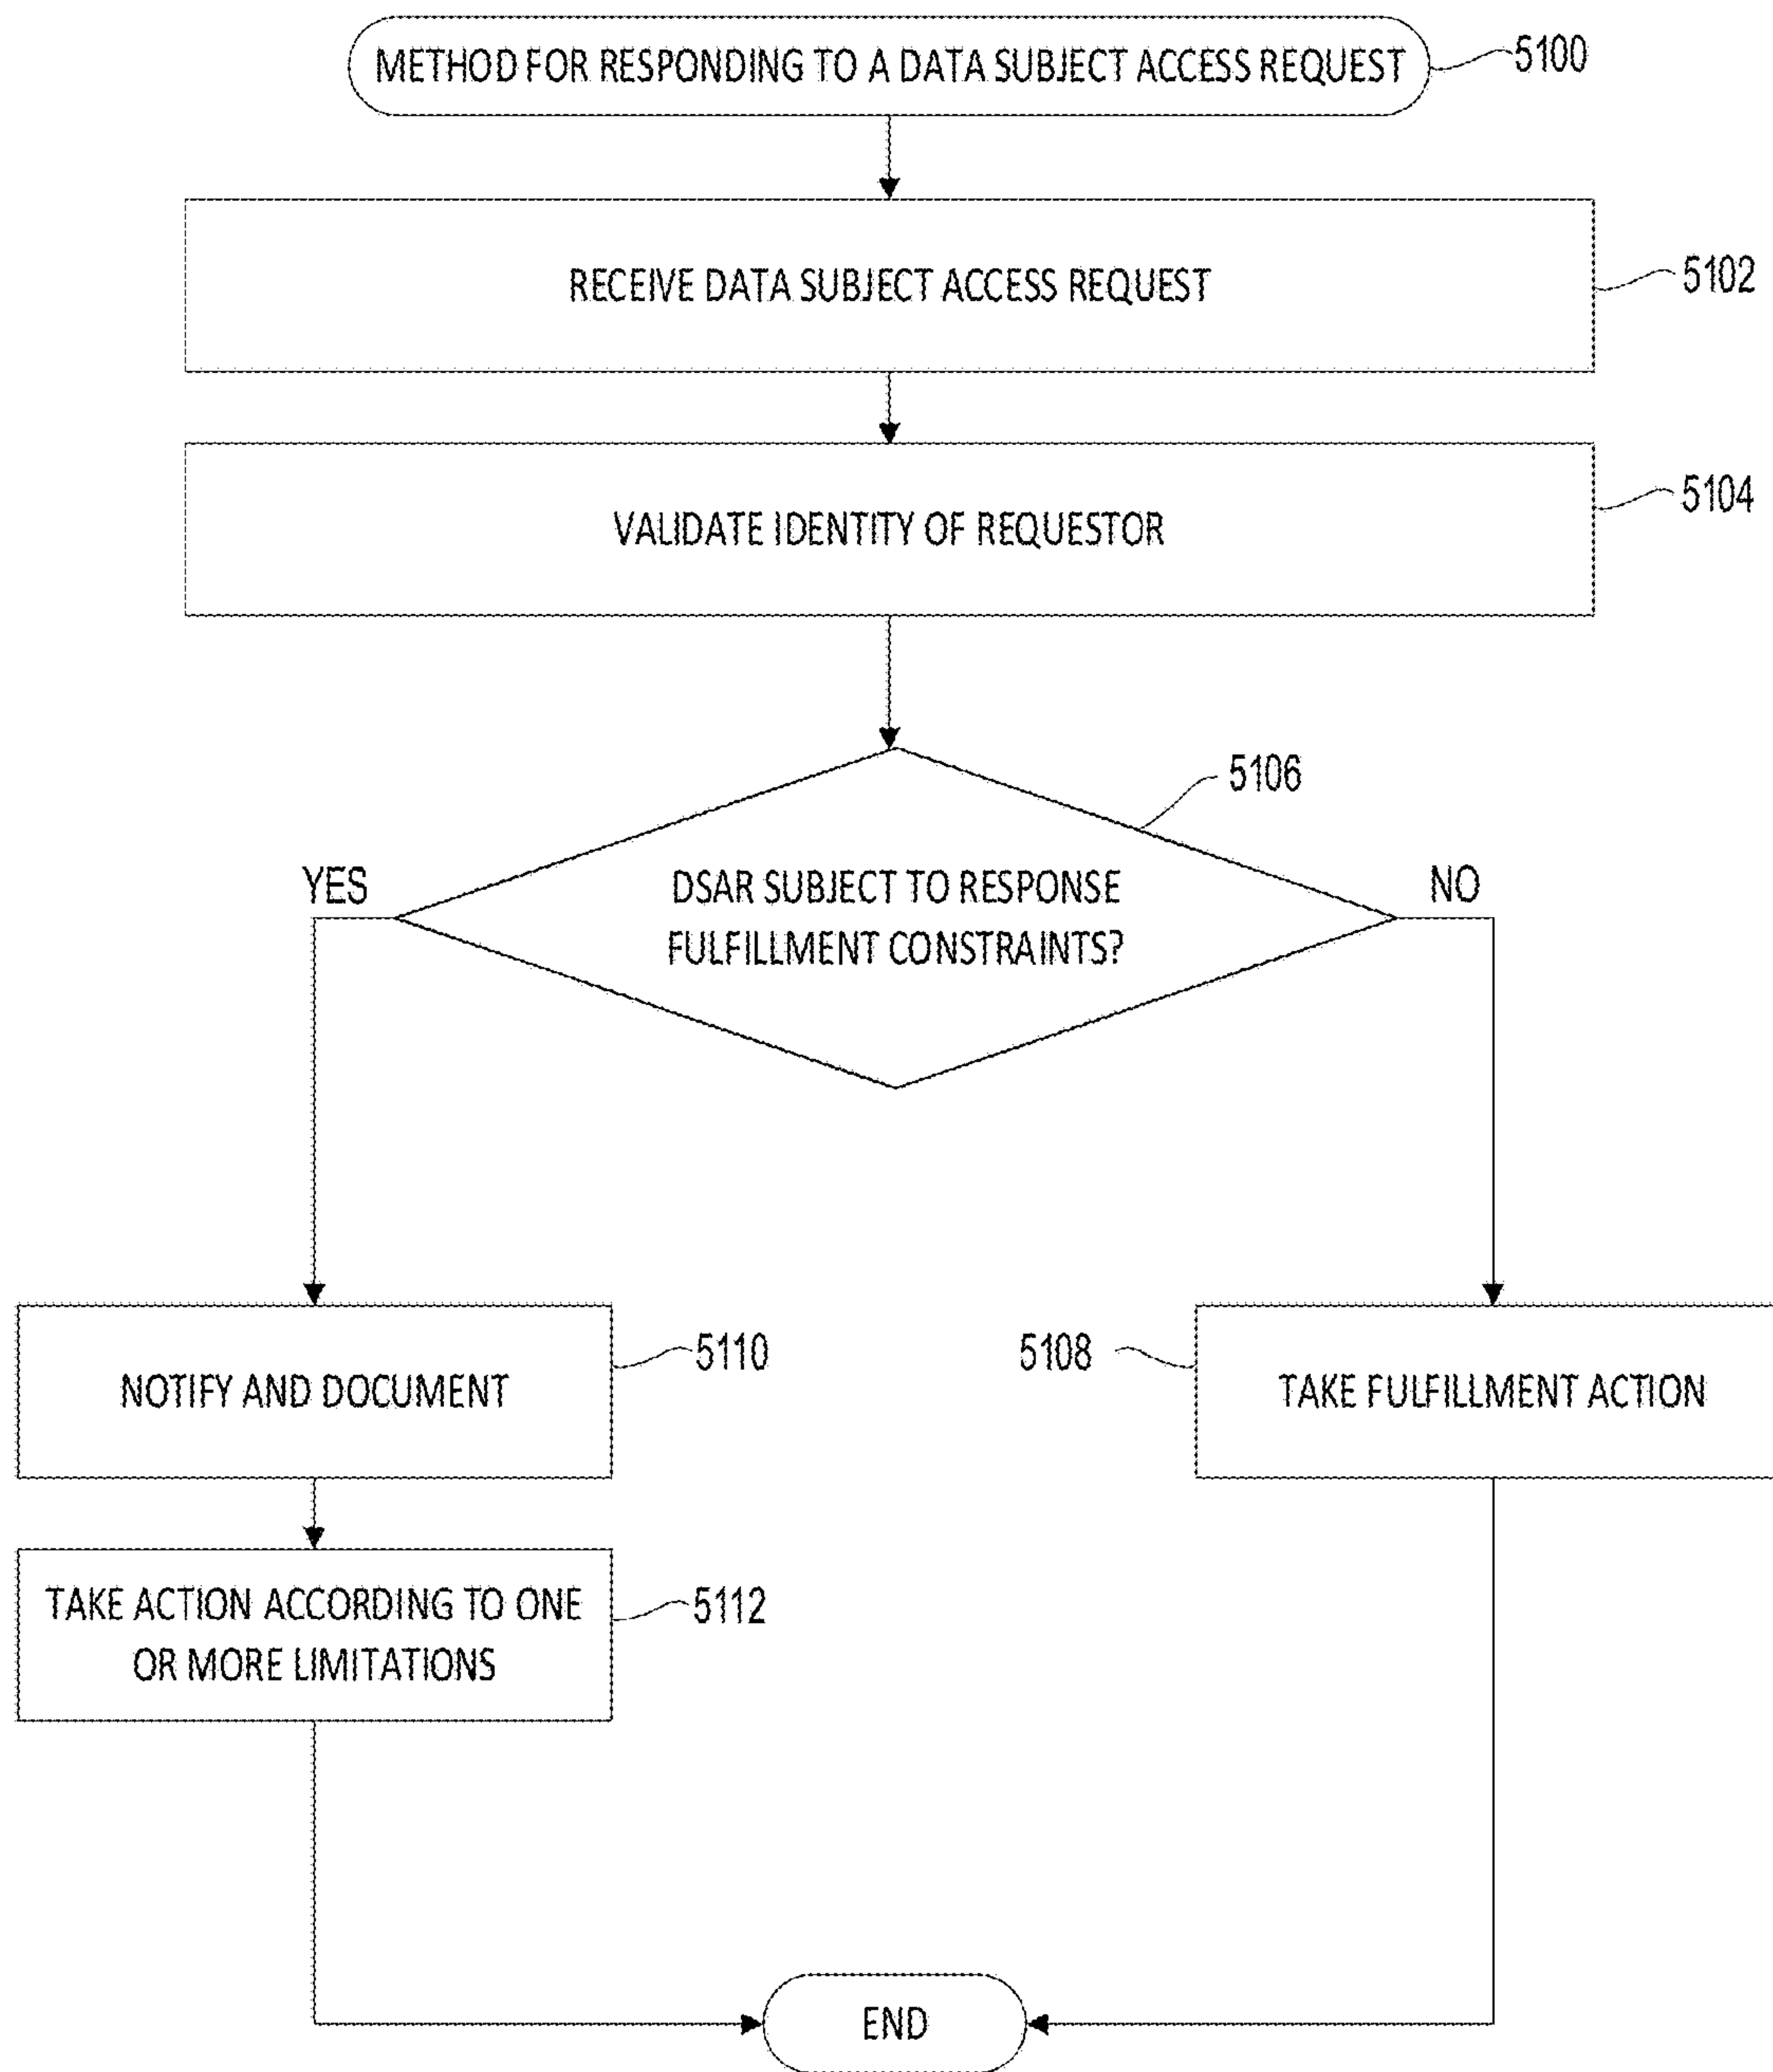 METHOD FOR RESPONDING TO A DATA SUBJECT ACCESS REQUEST
5100
RECEIVE DATA SUBJECT ACCESS REQUEST
5102
VALIDATE IDENTITY OF REQUESTOR
5104
5106
YES
DSAR SUBJECT TO RESPONSE
FULFILLMENT CONSTRAINTS?
NO
NOTIFY AND DOCUMENT
5110
5108
TAKE FULFILLMENT ACTION
TAKE ACTION ACCORDING TO ONE
OR MORE LIMITATIONS
5112
END